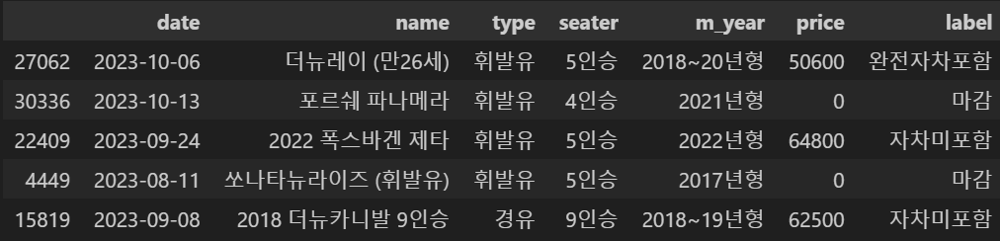 date name type seater m_year price label
27062 2023-10-06 더뉴레이 (만26세) 휘발유 5인승 2018~20년형 50600 완전자차포함
30336 2023-10-13 포르쉐 파나메라 휘발유 4인승 2021년형 0 마감
22409 2023-09-24 2022 폭스바겐 제타 휘발유 5인승 2022년형 64800 자차미포함
4449 2023-08-11 쏘나타뉴라이즈 (휘발유) 휘발유 5인승 2017년형 0 마감
15819 2023-09-08 2018 더뉴카니발 9인승 경유 9인승 2018~19년형 62500 자차미포함